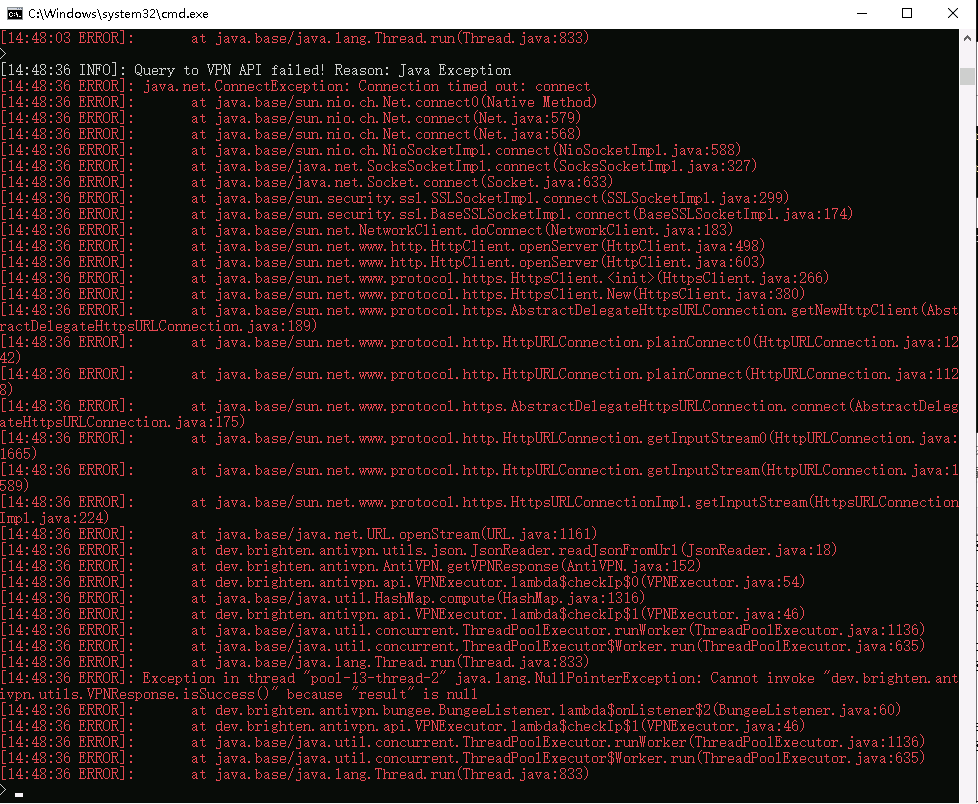 C:\Windows\system32\cmd.exe
[14:48:03 ERROR]:       at java.base/java.lang.Thread.run(Thread.java:833)
>
[14:48:36 INFO]: Query to VPN API failed! Reason: Java Exception
[14:48:36 ERROR]: java.net.ConnectException: Connection timed out: connect
[14:48:36 ERROR]:       at java.base/sun.nio.ch.Net.connect0(Native Method)
[14:48:36 ERROR]:       at java.base/sun.nio.ch.Net.connect(Net.java:579)
[14:48:36 ERROR]:       at java.base/sun.nio.ch.Net.connect(Net.java:568)
[14:48:36 ERROR]:       at java.base/sun.nio.ch.NioSocketImpl.connect(NioSocketImpl.java:588)
[14:48:36 ERROR]:       at java.base/java.net.SocksSocketImpl.connect(SocksSocketImpl.java:327)
[14:48:36 ERROR]:       at java.base/java.net.Socket.connect(Socket.java:633)
[14:48:36 ERROR]:       at java.base/sun.security.ssl.SSLSocketImpl.connect(SSLSocketImpl.java:299)
[14:48:36 ERROR]:       at java.base/sun.security.ssl.BaseSSLSocketImpl.connect(BaseSSLSocketImpl.java:174)
[14:48:36 ERROR]:       at java.base/sun.net.NetworkClient.doConnect(NetworkClient.java:183)
[14:48:36 ERROR]:       at java.base/sun.net.www.http.HttpClient.openServer(HttpClient.java:498)
[14:48:36 ERROR]:       at java.base/sun.net.www.http.HttpClient.openServer(HttpClient.java:603)
[14:48:36 ERROR]:       at java.base/sun.net.www.protocol.https.HttpsClient.<init>(HttpsClient.java:266)
[14:48:36 ERROR]:       at java.base/sun.net.www.protocol.https.HttpsClient.New(HttpsClient.java:380)
[14:48:36 ERROR]:       at java.base/sun.net.www.protocol.https.AbstractDelegateHttpsURLConnection.getNewHttpClient(Abst
ractDelegateHttpsURLConnection.java:189)
[14:48:36 ERROR]:       at java.base/sun.net.www.protocol.http.HttpURLConnection.plainConnect0(HttpURLConnection.java:12
42)
[14:48:36 ERROR]:       at java.base/sun.net.www.protocol.http.HttpURLConnection.plainConnect(HttpURLConnection.java:112
8)
[14:48:36 ERROR]:       at java.base/sun.net.www.protocol.https.AbstractDelegateHttpsURLConnection.connect(AbstractDeleg
ateHttpsURLConnection.java:175)
[14:48:36 ERROR]:       at java.base/sun.net.www.protocol.http.HttpURLConnection.getInputStream0(HttpURLConnection.java:
1665)
[14:48:36 ERROR]:       at java.base/sun.net.www.protocol.http.HttpURLConnection.getInputStream(HttpURLConnection.java:1
589)
[14:48:36 ERROR]:       at java.base/sun.net.www.protocol.https.HttpsURLConnectionImpl.getInputStream(HttpsURLConnection
Impl.java:224)
[14:48:36 ERROR]:       at java.base/java.net.URL.openStream(URL.java:1161)
[14:48:36 ERROR]:       at dev.brighten.antivpn.utils.json.JsonReader.readJsonFromUrl(JsonReader.java:18)
[14:48:36 ERROR]:       at dev.brighten.antivpn.AntiVPN.getVPNResponse(AntiVPN.java:152)
[14:48:36 ERROR]:       at dev.brighten.antivpn.api.VPNExecutor.lambda$checkIp$0(VPNExecutor.java:54)
[14:48:36 ERROR]:       at java.base/java.util.HashMap.compute(HashMap.java:1316)
[14:48:36 ERROR]:       at dev.brighten.antivpn.api.VPNExecutor.lambda$checkIp$1(VPNExecutor.java:46)
[14:48:36 ERROR]:       at java.base/java.util.concurrent.ThreadPoolExecutor.runWorker(ThreadPoolExecutor.java:1136)
[14:48:36 ERROR]:       at java.base/java.util.concurrent.ThreadPoolExecutor$Worker.run(ThreadPoolExecutor.java:635)
[14:48:36 ERROR]:       at java.base/java.lang.Thread.run(Thread.java:833)
[14:48:36 ERROR]: Exception in thread "pool-13-thread-2" java.lang.NullPointerException: Cannot invoke "dev.brighten.ant
ivpn.utils.VPNResponse.isSuccess()" because "result" is null
[14:48:36 ERROR]:       at dev.brighten.antivpn.bungee.BungeeListener.lambda$onListener$2(BungeeListener.java:60)
[14:48:36 ERROR]:       at dev.brighten.antivpn.api.VPNExecutor.lambda$checkIp$1(VPNExecutor.java:46)
[14:48:36 ERROR]:       at java.base/java.util.concurrent.ThreadPoolExecutor.runWorker(ThreadPoolExecutor.java:1136)
[14:48:36 ERROR]:       at java.base/java.util.concurrent.ThreadPoolExecutor$Worker.run(ThreadPoolExecutor.java:635)
[14:48:36 ERROR]:       at java.base/java.lang.Thread.run(Thread.java:833)
>